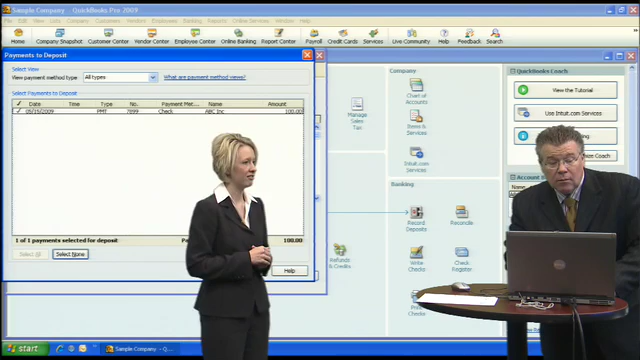 Sample Company - QuickBooks Pro 2009
File Edit View Lists Company Customers Vendors Employees Banking Reports Window Help
Home Company Snapshot Customer Center Vendor Center Employee Center Online Banking Report Center Payroll Credit Cards Services Live Community Help Feedback Search
Payments to Deposit
Select View
View payment method type All types What are payment method views?
Select Payments to Deposit
Date Time Type No. Payment Met... Name Amount
05/15/2009 PMT 7899 Check ABC Inc 100.00
1 of 1 payments selected for deposit
100.00
Select All Select None
Help
Manage
Sales
Tax
Refunds
& Credits
Company
Chart of
Accounts
Items &
Services
Intuit.com
Services
Banking
Record
Deposits
Reconcile
Write
Checks
Check
Register
Print
Checks
QuickBooks Coach
View the Tutorial
Use Intuit.com Services
Coach
Account
start
Sample Company - Q...